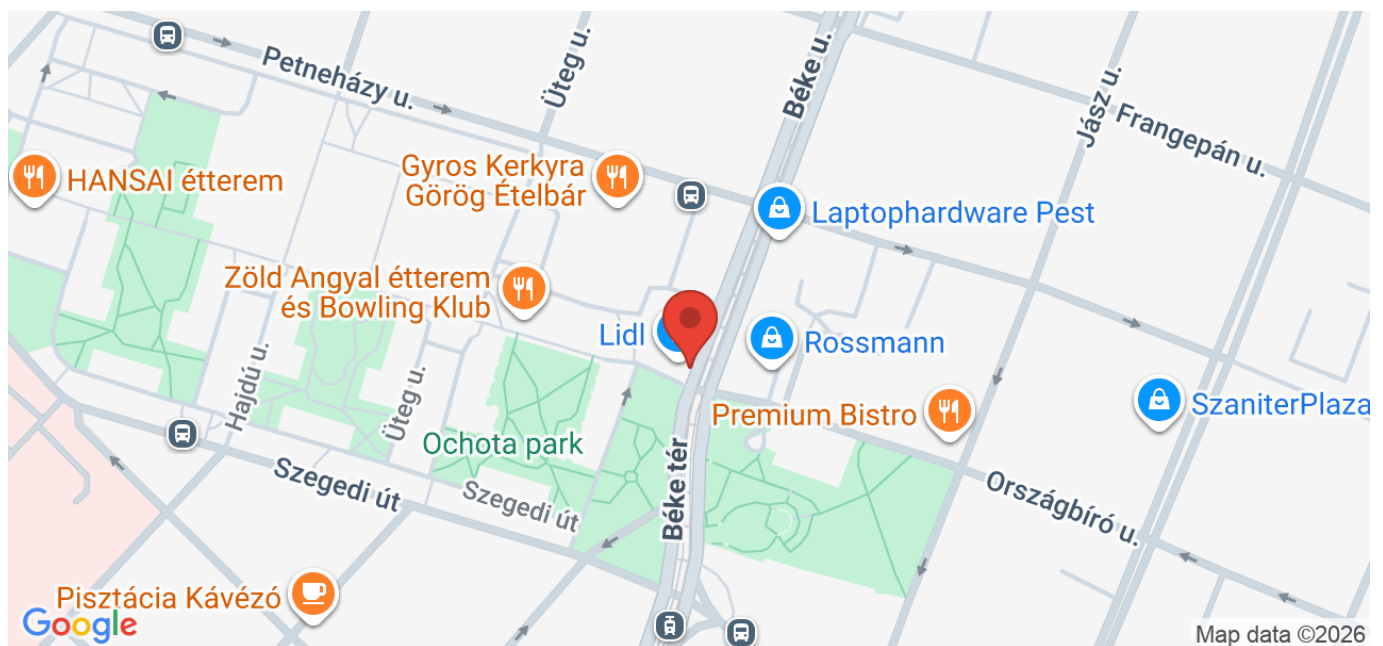 Petneházy u.
Üteg u.
Béke u.
Jász u.
Frangepán u.
HANSAI étterem
Gyros Kerkyra
Görög Ételbár
Laptophardware Pest
Zöld Angyal étterem
és Bowling Klub
Lidl
Rossmann
Hajdú u.
Üteg u.
Premium Bistro
SzaniterPlaza
Ochota park
Szegedi út
Szegedi út
Béke tér
Országbíró u.
Pisztácia Kávézó
Google
Map data ©2026